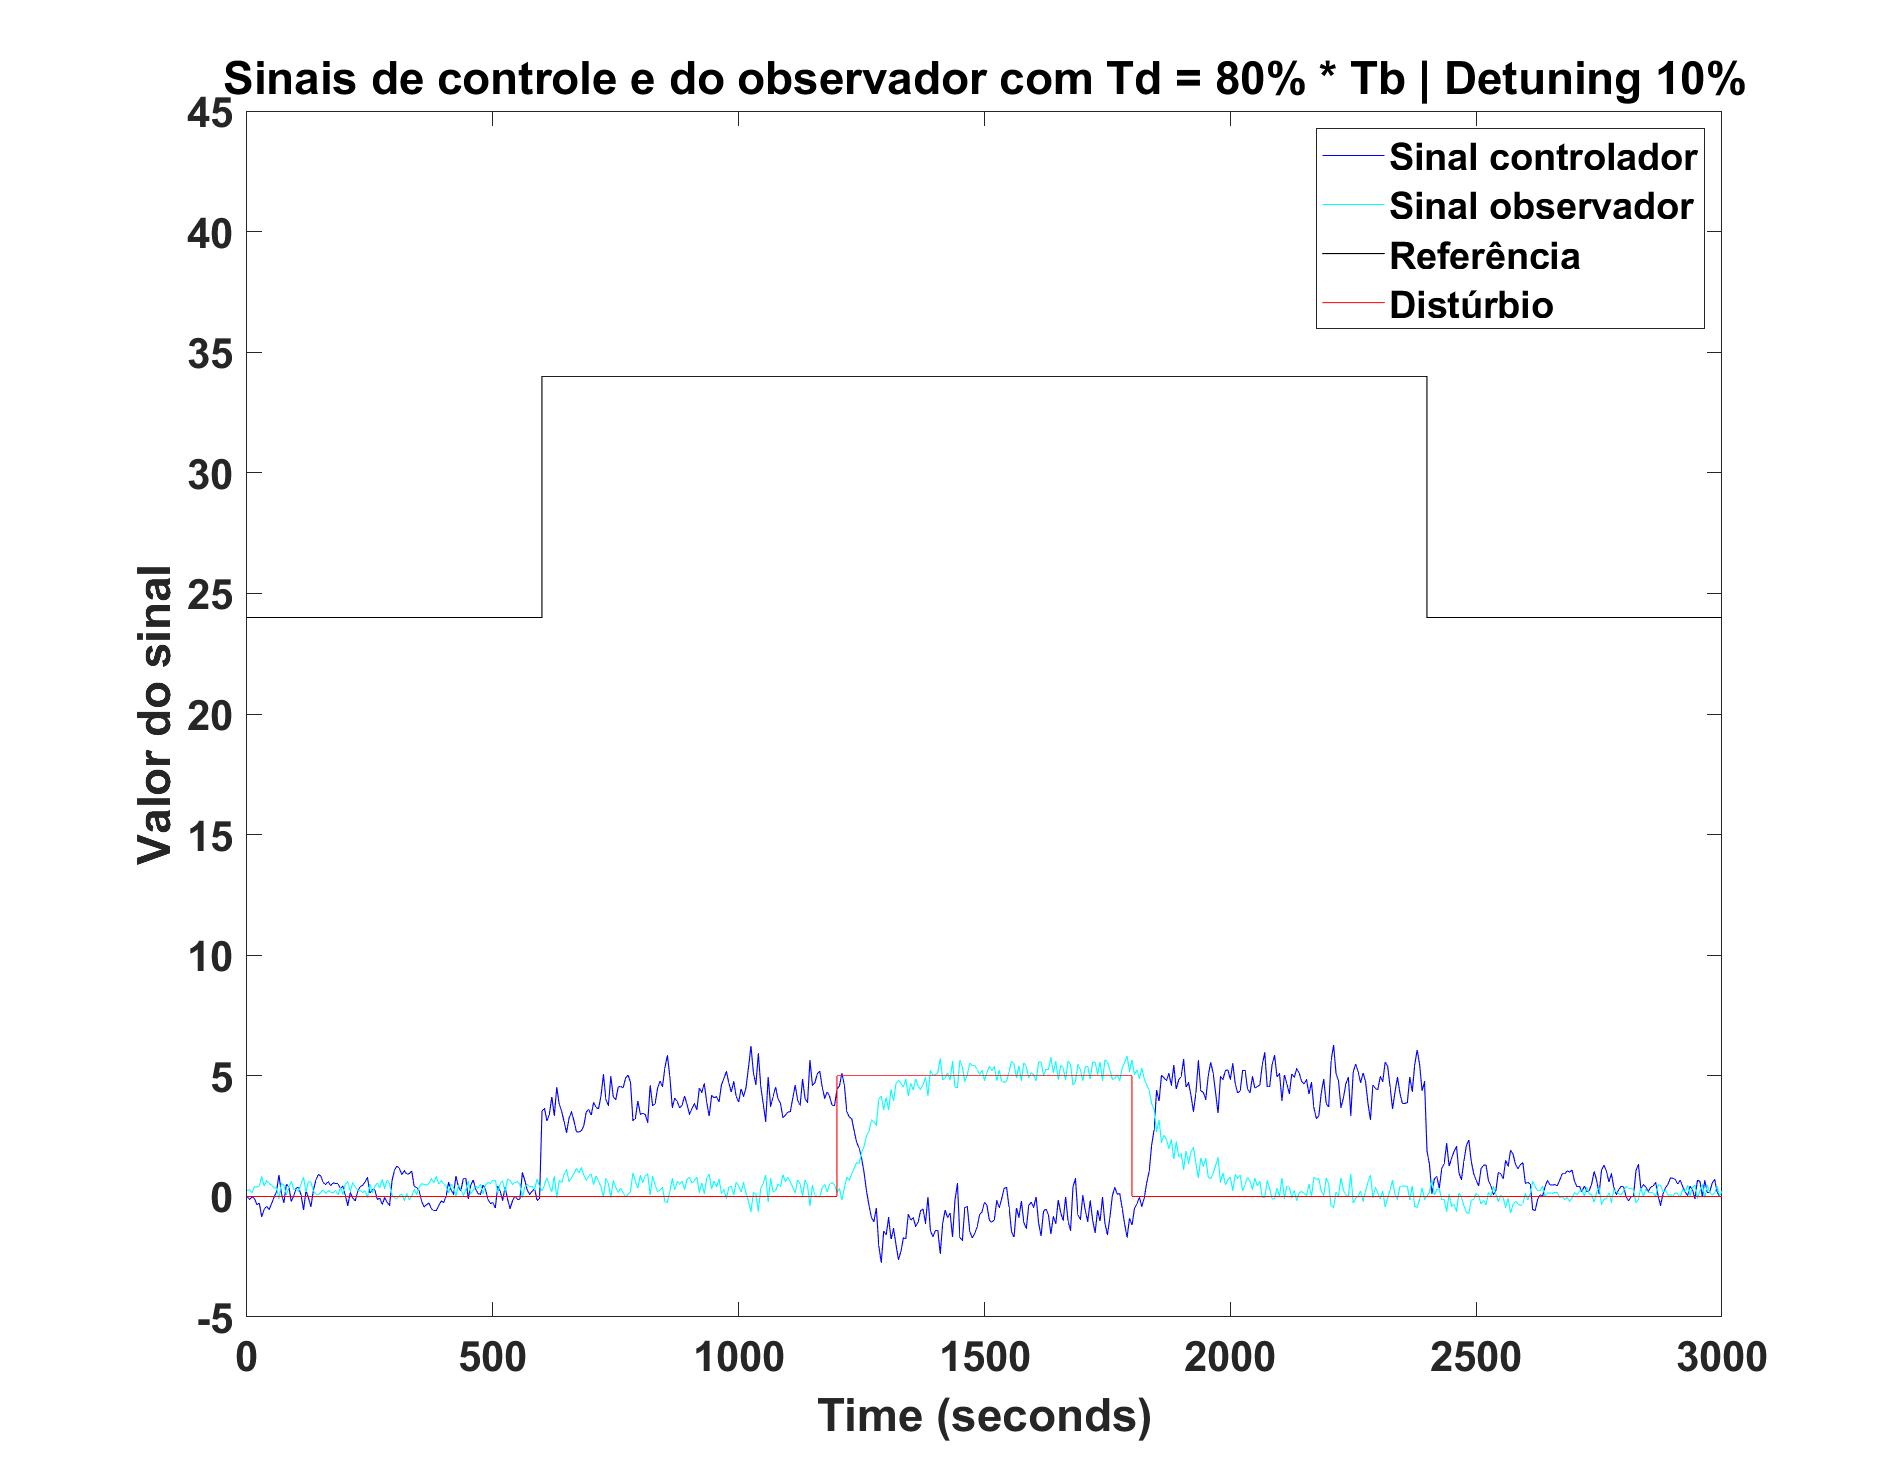 Sinais de controle e do observador com Td = 80% * Tb | Detuning 10%
45
40
35
30
25
20
15
10
5
0
-5
Valor do sinal
Sinal controlador
Sinal observador
Referência
Distúrbio
0 500 1000 1500 2000 2500 3000
Time (seconds)